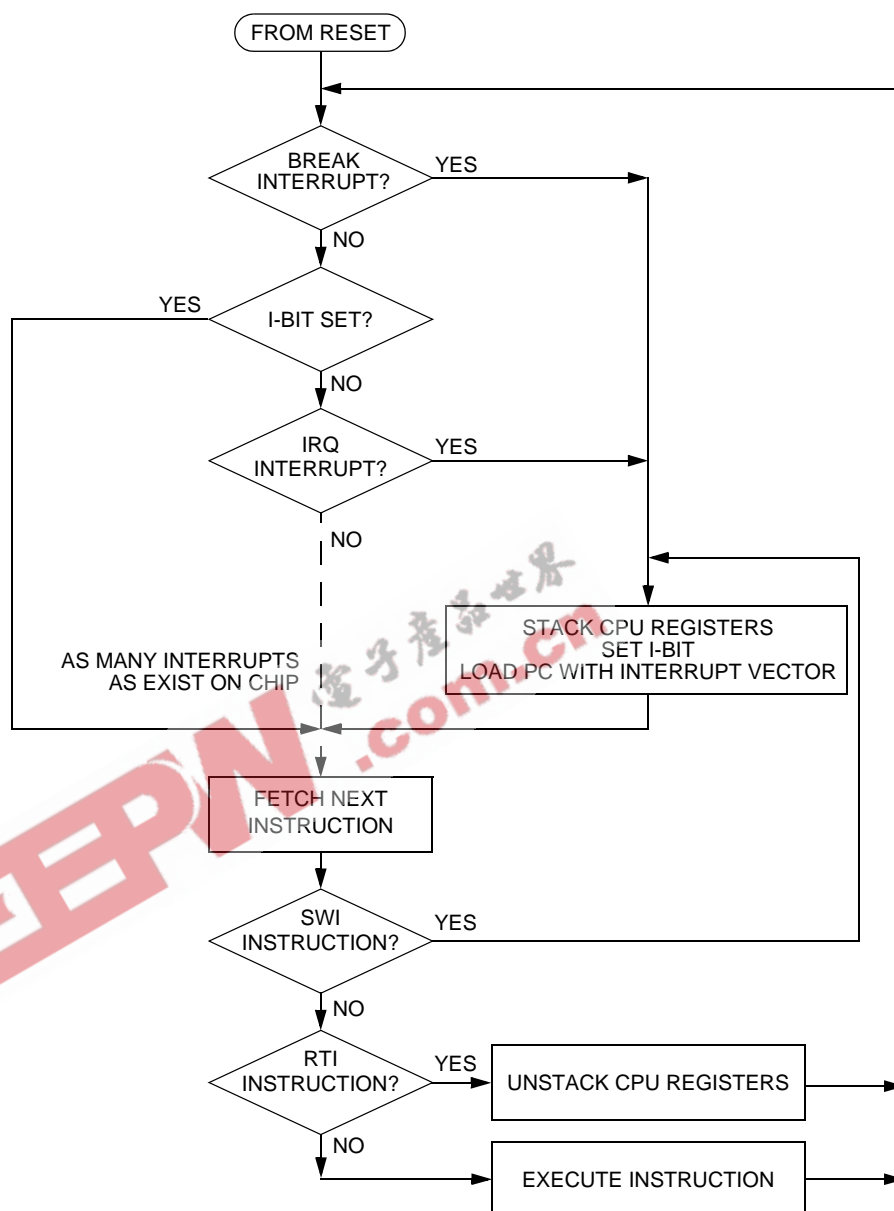 FROM RESET
BREAK
INTERRUPT?
YES
NO
YES
I-BIT SET?
NO
IRQ
INTERRUPT?
YES
NO
STACK CPU REGISTERS
SET I-BIT
LOAD PC WITH INTERRUPT VECTOR
AS MANY INTERRUPTS
AS EXIST ON CHIP
電子產品世界
.com.cn
EEPW
FETCH NEXT
INSTRUCTION
SWI
INSTRUCTION?
YES
NO
RTI
INSTRUCTION?
YES
UNSTACK CPU REGISTERS
NO
EXECUTE INSTRUCTION